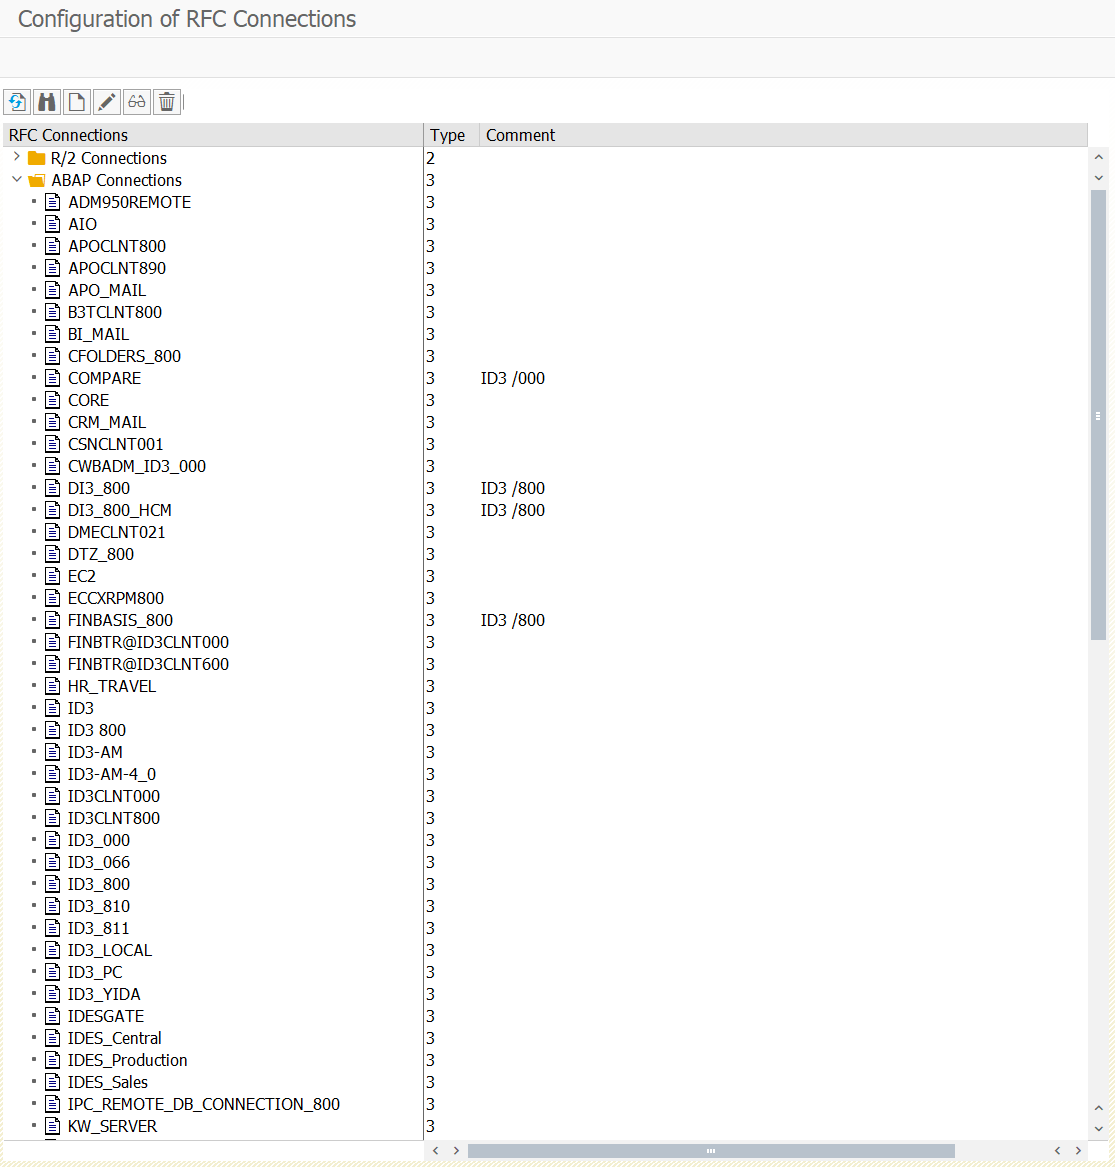 Configuration of RFC Connections
RFC Connections Type Comment
R/2 Connections 2
ABAP Connections 3
ADM950REMOTE 3
AIO 3
APOCLNT800 3
APOCLNT890 3
APO_MAIL 3
B3TCLNT800 3
BI_MAIL 3
CFOLDERS_800 3
COMPARE 3 ID3 /000
CORE 3
CRM_MAIL 3
CSNCLNT001 3
CWBADM_ID3_000 3
DI3_800 3 ID3 /800
DI3_800_HCM 3 ID3 /800
DMECLNT021 3
DTZ_800 3
EC2 3
ECCXRPM800 3
FINBASIS_800 3 ID3 /800
FINBTR@ID3CLNT000 3
FINBTR@ID3CLNT600 3
HR_TRAVEL 3
ID3 3
ID3 800 3
ID3-AM 3
ID3-AM-4_0 3
ID3CLNT000 3
ID3CLNT800 3
ID3_000 3
ID3_066 3
ID3_800 3
ID3_810 3
ID3_811 3
ID3_LOCAL 3
ID3_PC 3
ID3_YIDA 3
IDESGATE 3
IDES_Central 3
IDES_Production 3
IDES_Sales 3
IPC_REMOTE_DB_CONNECTION_800 3
KW_SERVER 3